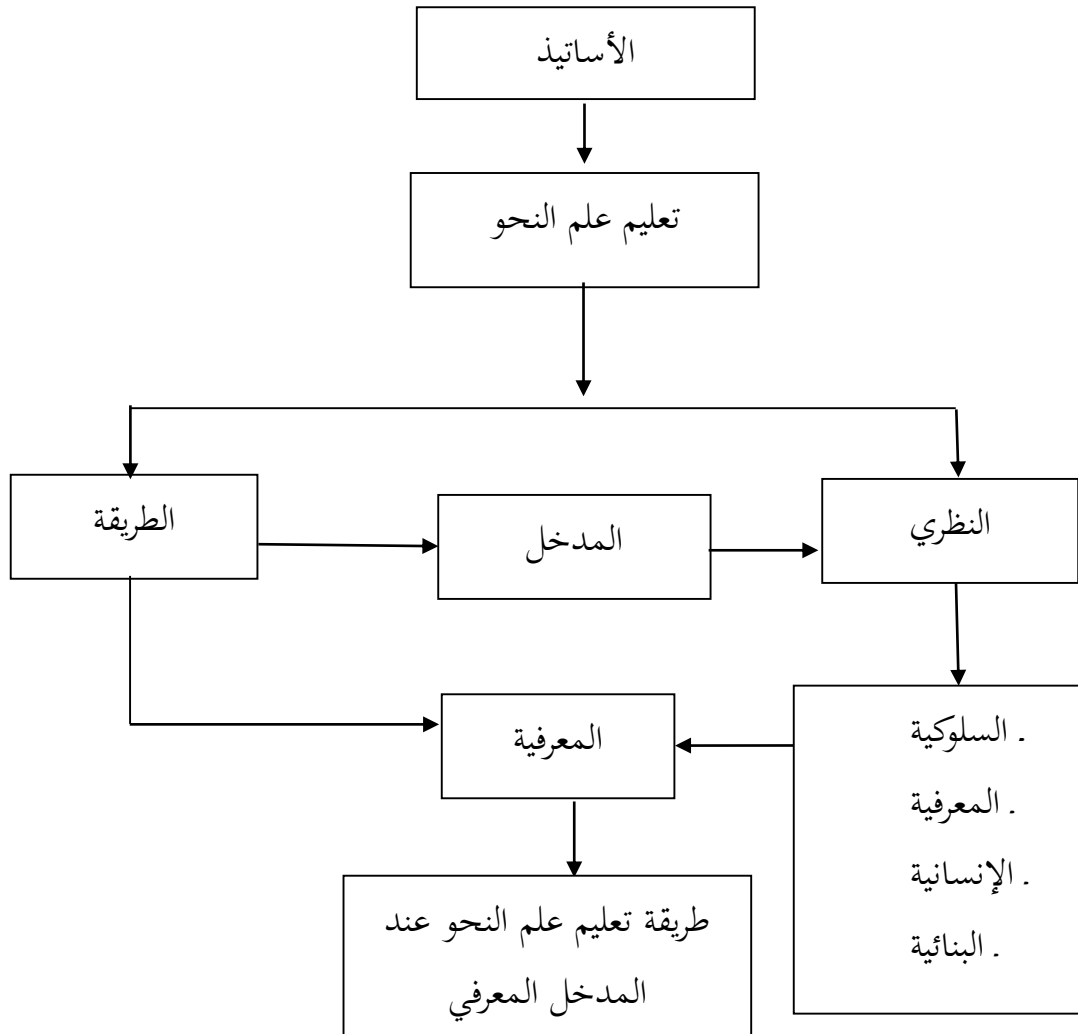 الأساتيذ
تعليم علم النحو
النظري
المدخل
الطريقة
المعرفية
. السلوكية
. المعرفية
. الإنسانية
. البنائية
طريقة تعليم علم النحو عند
المدخل المعرفي